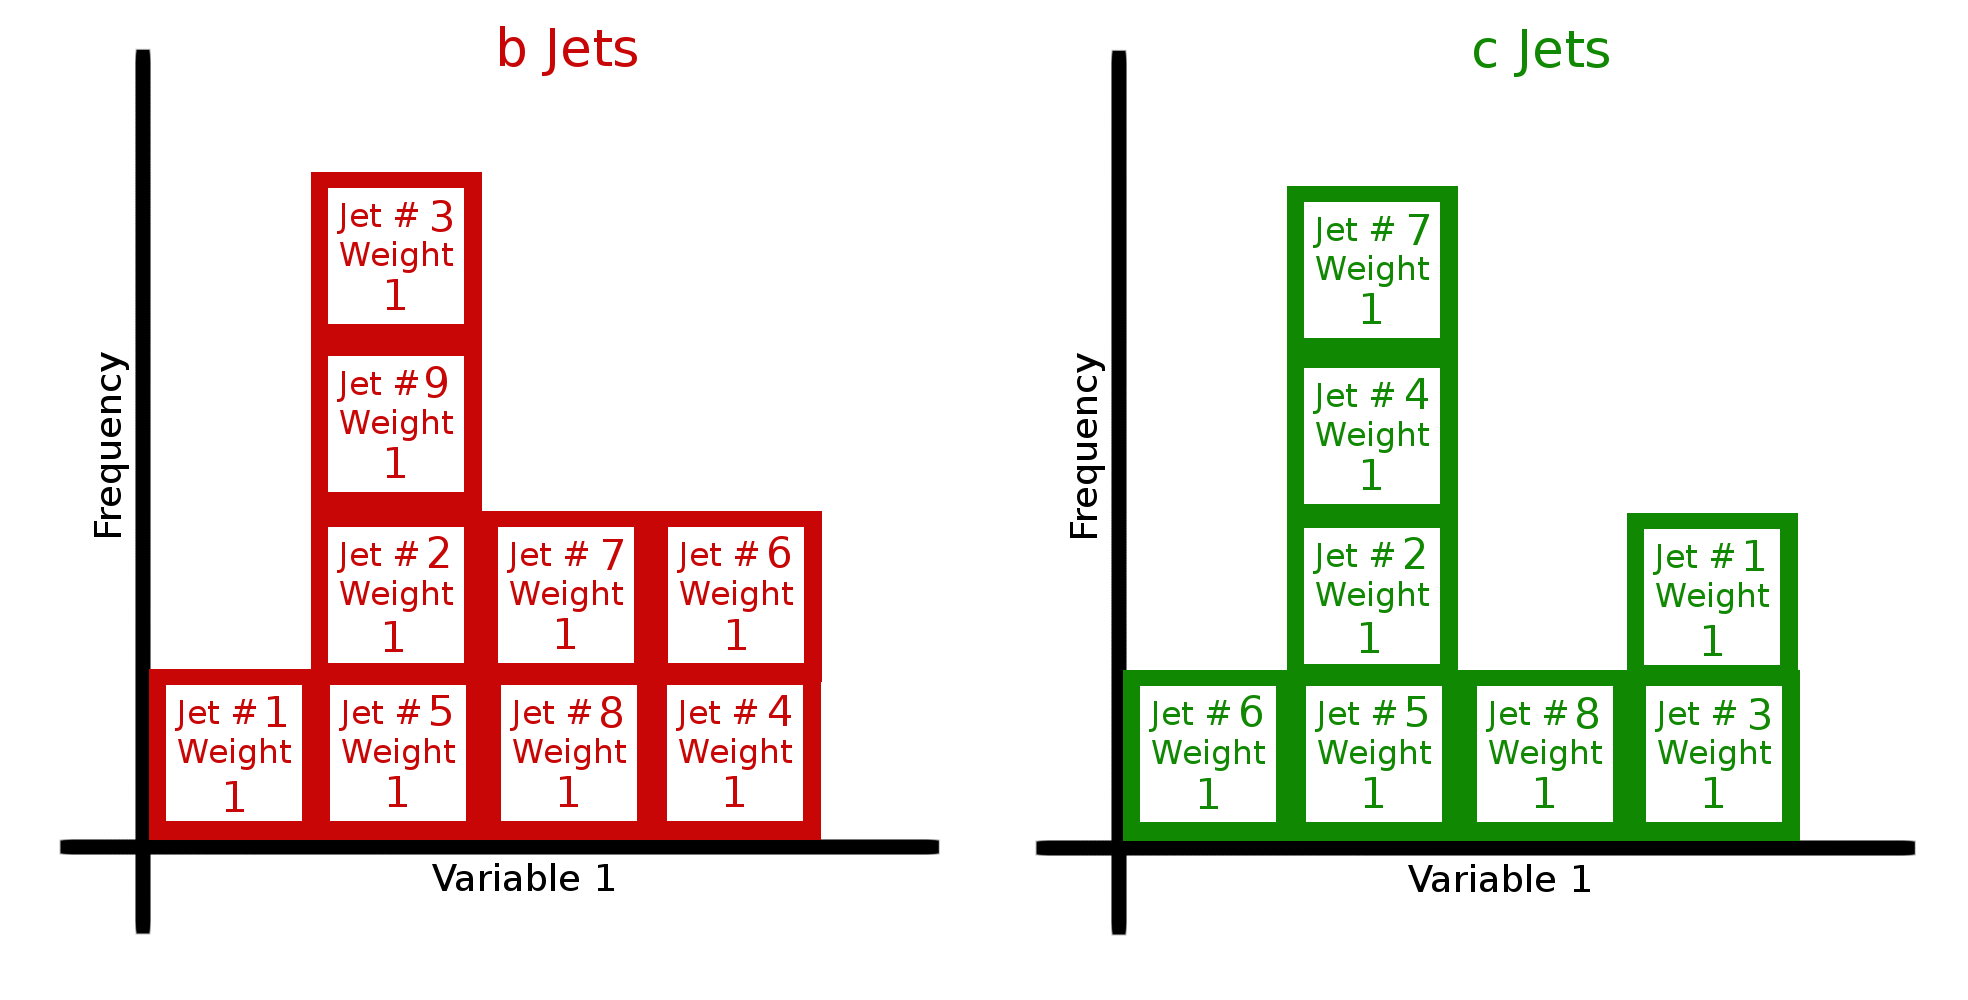 b Jets
Jet # 3
Weight
1
Jet #9
Weight
1
Jet #2
Weight
1
Jet # 7
Weight
1
Jet #6
Weight
1
Jet #1
Weight
1
Jet #5
Weight
1
Jet #8
Weight
1
Jet # 4
Weight
1
Frequency
Variable 1
c Jets
Jet # 7
Weight
1
Jet # 4
Weight
1
Jet #2
Weight
1
Jet #1
Weight
1
Jet #6
Weight
1
Jet #5
Weight
1
Jet #8
Weight
1
Jet # 3
Weight
1
Frequency
Variable 1